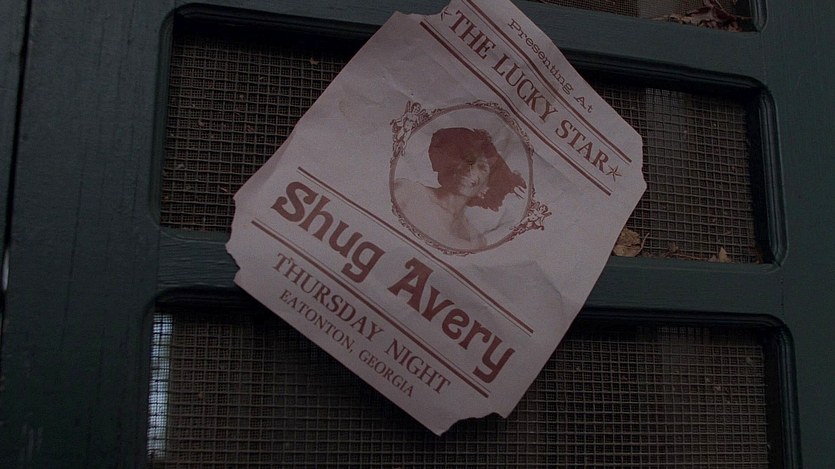 Presenting At
THE LUCKY STAR
Shug Avery
THURSDAY NIGHT
EATONTON, GEORGIA